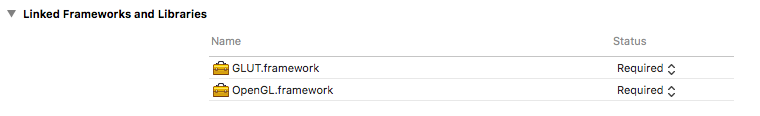 Linked Frameworks and Libraries
Name Status
GLUT.framework Required
OpenGL.framework Required